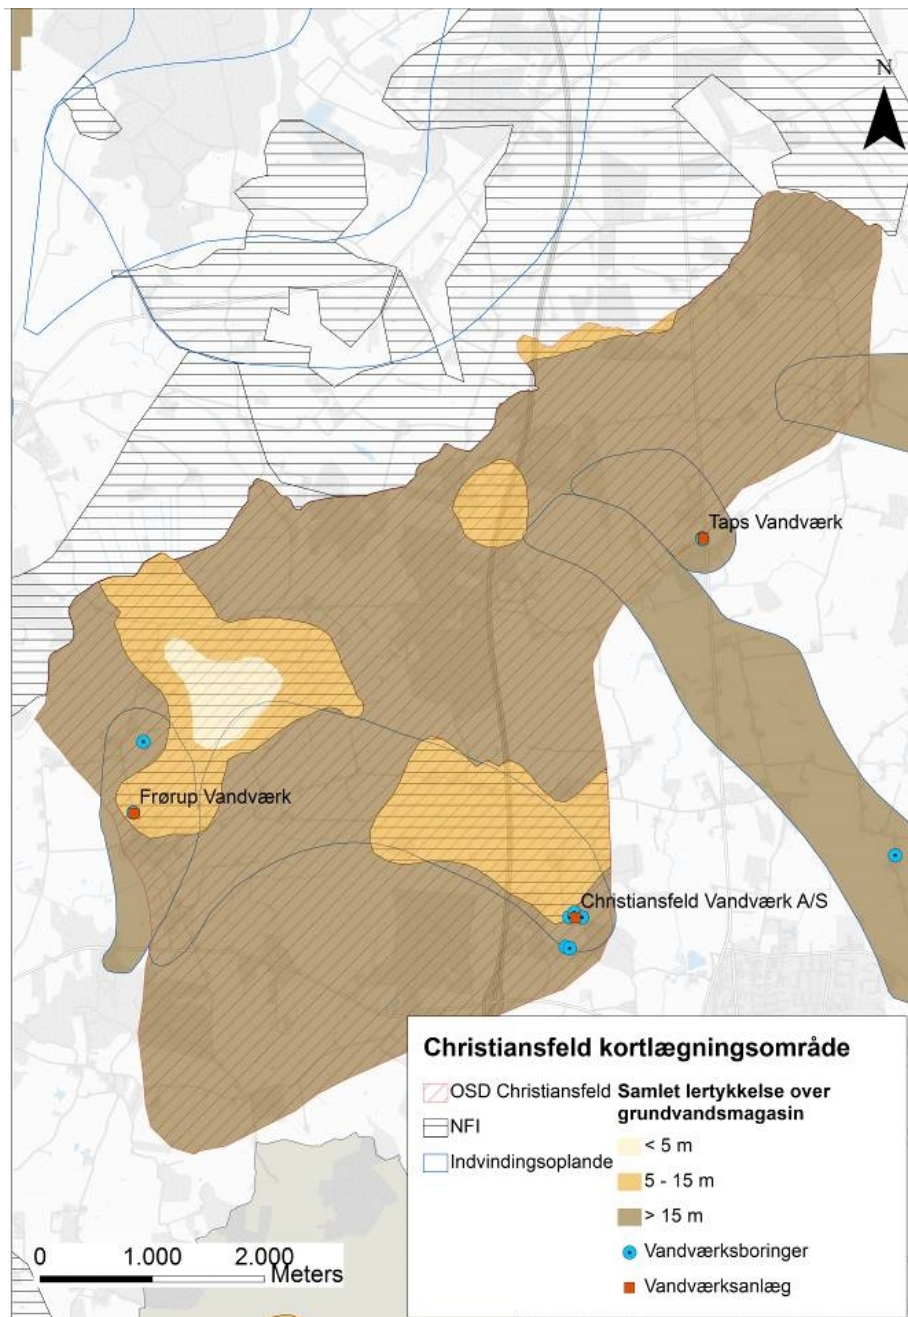 N
Taps Vandværk
Frørup Vandværk
Christiansfeld Vandværk A/S
Christiansfeld kortlægningsområde
OSD Christiansfeld
NFI
Indvindingsoplande
Samlet lertykkelse over
grundvandsmagasin
< 5 m
5 - 15 m
> 15 m
Vandværksboringer
Vandværksanlæg
0 1.000 2.000
Meters